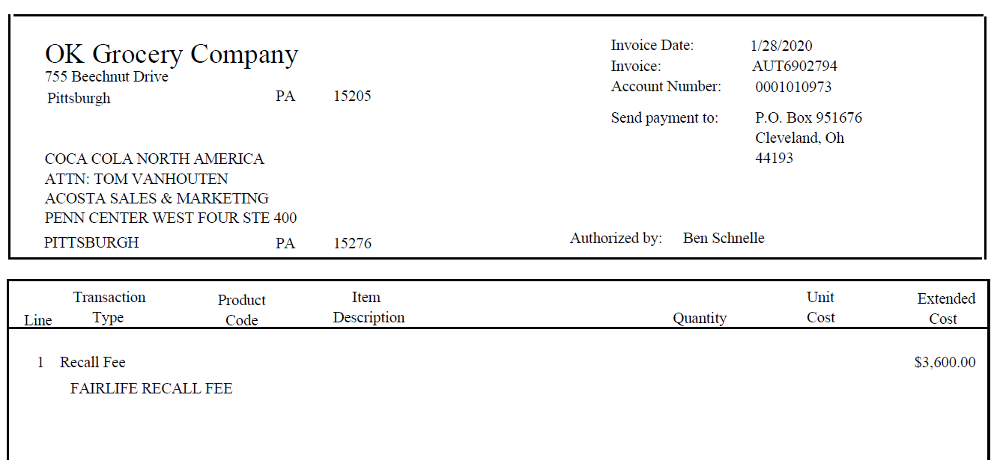 OK Grocery Company
755 Beechnut Drive
Pittsburgh PA 15205
Invoice Date: 1/28/2020
Invoice: AUT6902794
Account Number: 0001010973
Send payment to: P.O. Box 951676
Cleveland, Oh
44193
COCA COLA NORTH AMERICA
ATTN: TOM VANHOUTEN
ACOSTA SALES & MARKETING
PENN CENTER WEST FOUR STE 400
PITTSBURGH PA 15276
Authorized by: Ben Schnelle
Line Transaction Type Product Code Item Description Quantity Unit Cost Extended Cost
1 Recall Fee $3,600.00
FAIRLIFE RECALL FEE